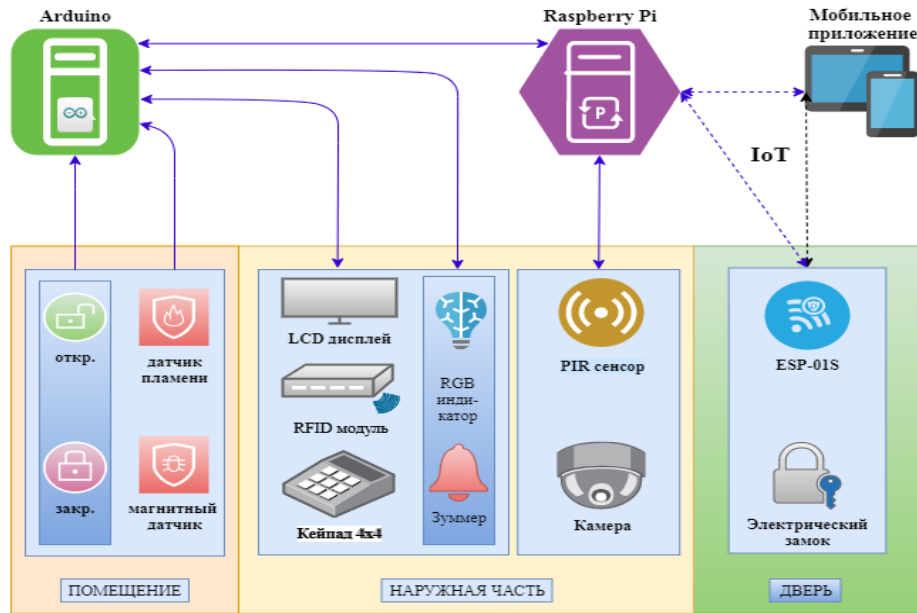 Arduino
Raspberry Pi
Мобильное
приложение
P
IoT
откр.
датчик
пламени
закр.
магнитный
датчик
LCD дисплей
RFID модуль
Кейпад 4x4
RGB
инди-
катор
Зуммер
PIR сенсор
Камера
ESP-01S
Электрический
замок
ПОМЕЩЕНИЕ
НАРУЖНАЯ ЧАСТЬ
ДВЕРЬ